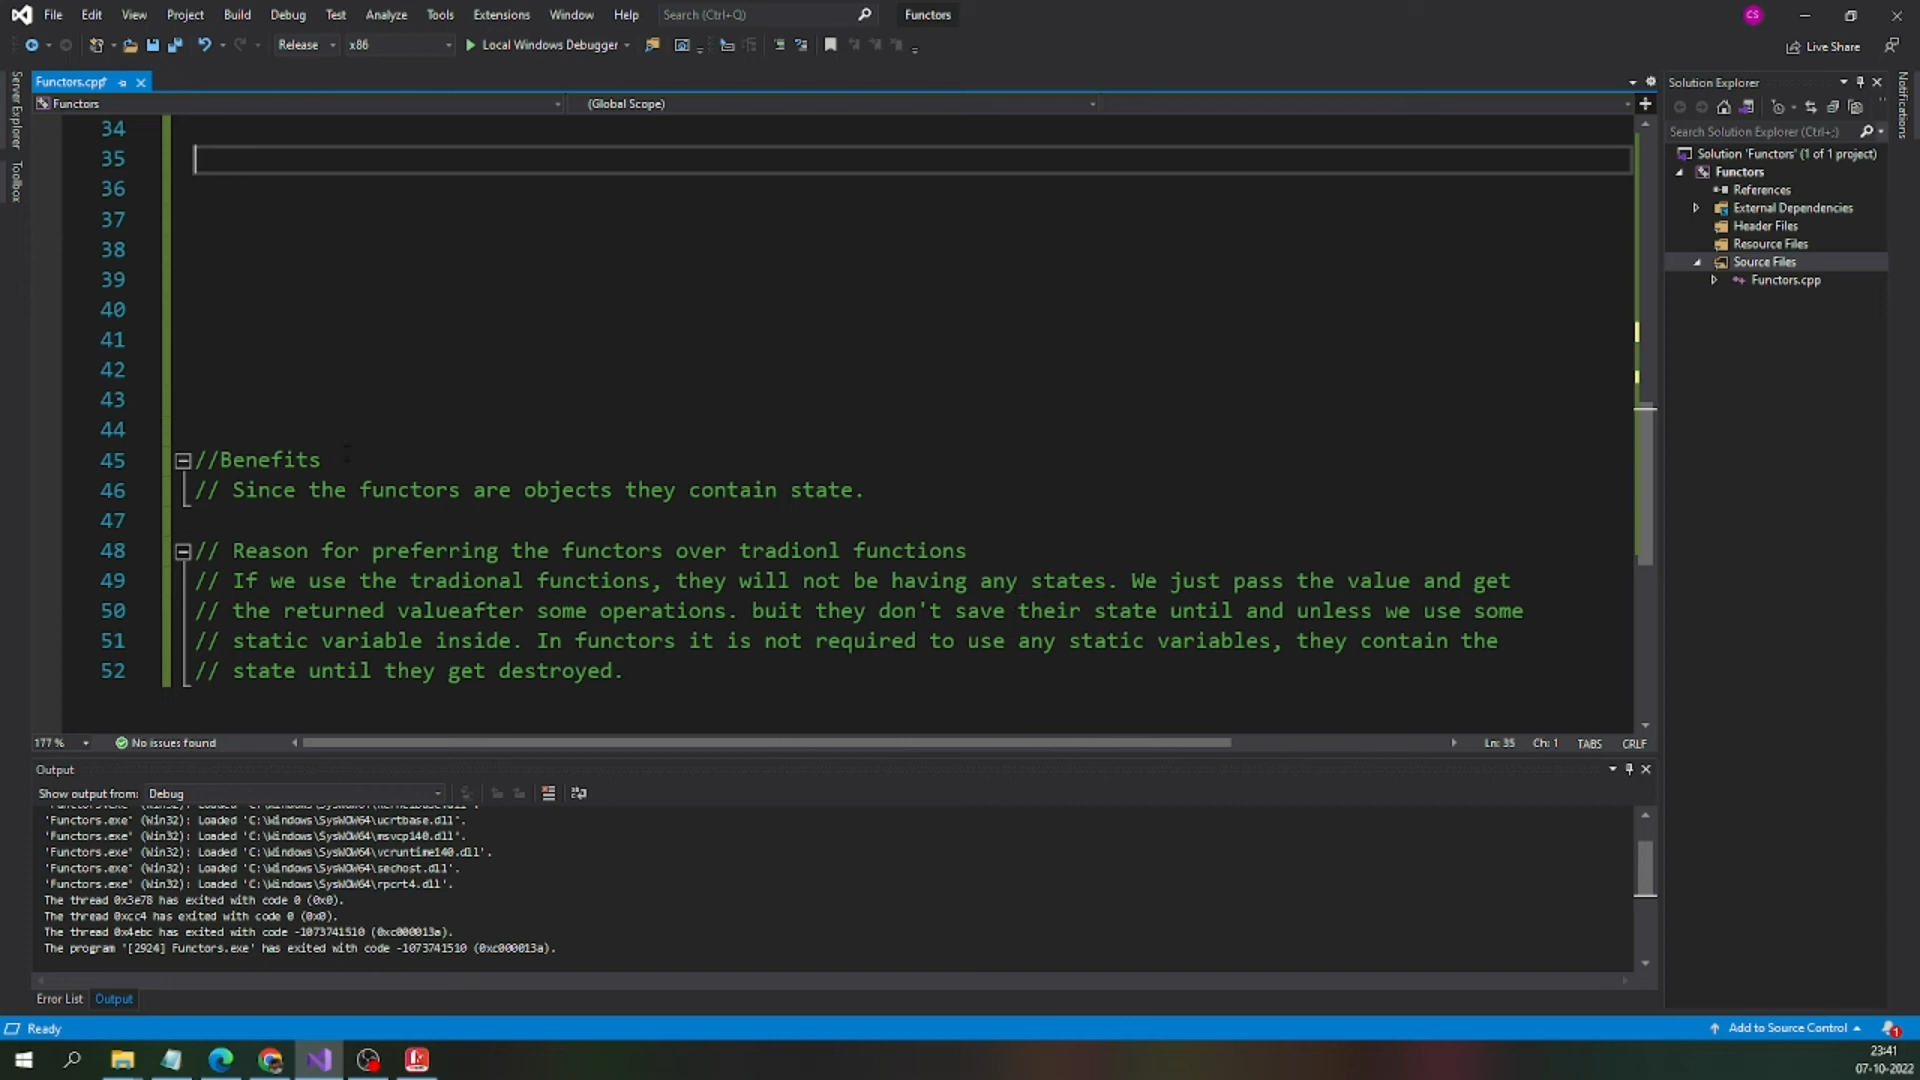 File Edit View Project Build Debug Test Analyze Tools Extensions Window Help Search (Ctrl+Q) Functors CS
Release x86 Local Windows Debugger Live Share
Functors.cpp* Solution Explorer
Functors (Global Scope)
Search Solution Explorer (Ctrl+;)
Solution 'Functors' (1 of 1 project)
Functors
References
External Dependencies
Header Files
Resource Files
Source Files
Functors.cpp
Server Explorer
Toolbox
Notifications
34
35
36
37
38
39
40
41
42
43
44
45 //Benefits
46 // Since the functors are objects they contain state.
47
48 // Reason for preferring the functors over tradionl functions
49 // If we use the tradional functions, they will not be having any states. We just pass the value and get
50 // the returned valueafter some operations. buit they don't save their state until and unless we use some
51 // static variable inside. In functors it is not required to use any static variables, they contain the
52 // state until they get destroyed.
177 % No issues found Ln: 35 Ch: 1 TABS CRLF
Output
Show output from: Debug
'Functors.exe' (Win32): Loaded 'C:\Windows\SysWOW64\ucrtbase.dll'.
'Functors.exe' (Win32): Loaded 'C:\Windows\SysWOW64\msvcp140.dll'.
'Functors.exe' (Win32): Loaded 'C:\Windows\SysWOW64\vcruntime140.dll'.
'Functors.exe' (Win32): Loaded 'C:\Windows\SysWOW64\sechost.dll'.
'Functors.exe' (Win32): Loaded 'C:\Windows\SysWOW64\rpcrt4.dll'.
The thread 0x3e78 has exited with code 0 (0x0).
The thread 0xcc4 has exited with code 0 (0x0).
The thread 0x4ebc has exited with code -1073741510 (0xc000013a).
The program '[2924] Functors.exe' has exited with code -1073741510 (0xc000013a).
Error List Output
Ready Add to Source Control 1
23:41
07-10-2022